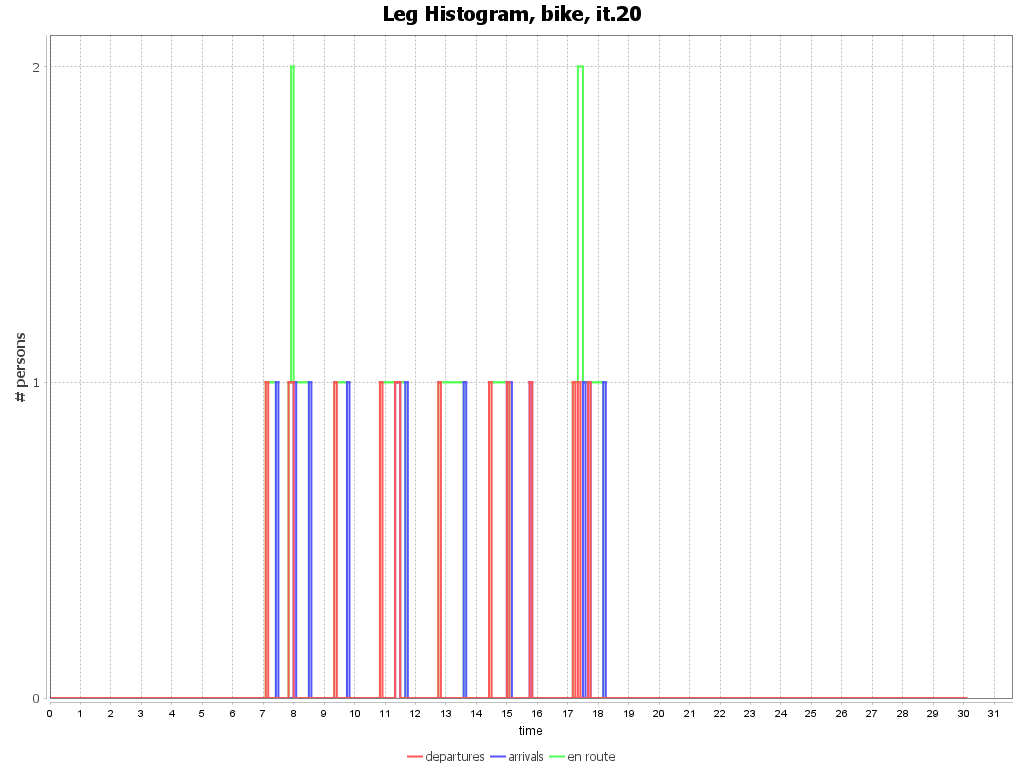 Leg Histogram, bike, it.20
# persons
2
1
0
0 1 2 3 4 5 6 7 8 9 10 11 12 13 14 15 16 17 18 19 20 21 22 23 24 25 26 27 28 29 30 31
time
departures arrivals en route